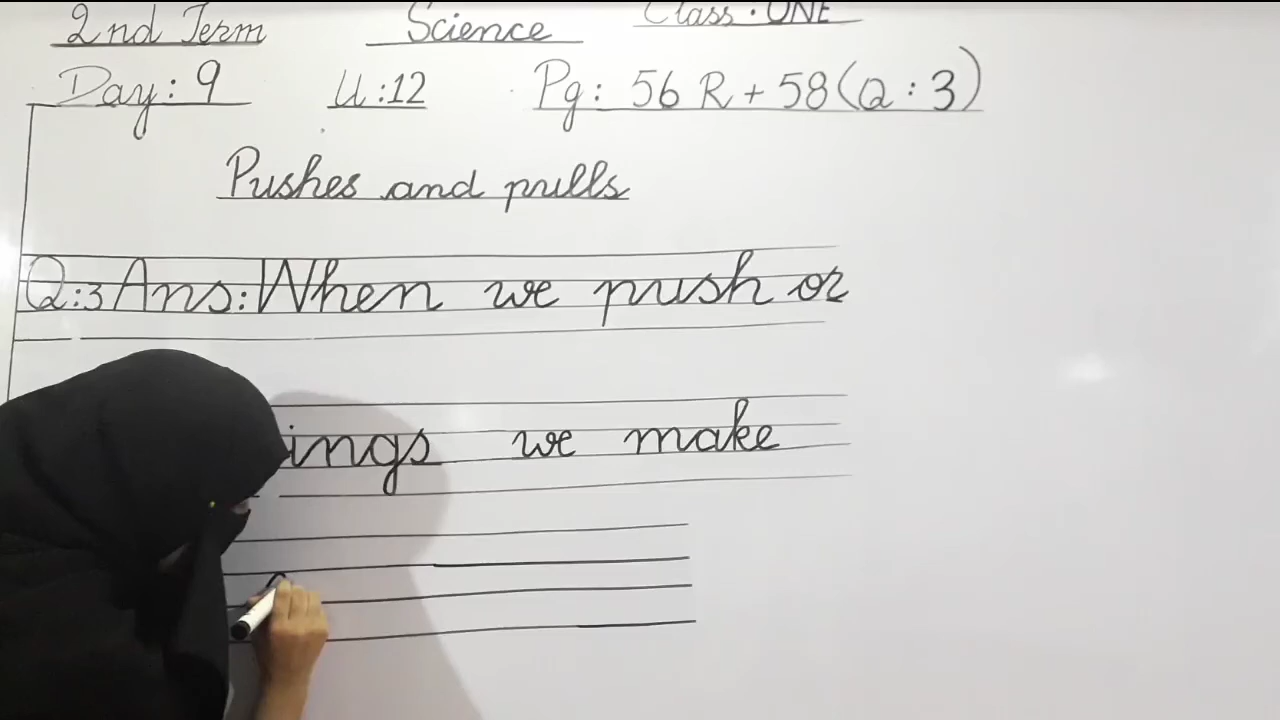 2nd Term Science Class . ONE
Day : 9 U :12 Pg : 56 R + 58 (Q : 3)
Pushes and pulls
Q:3 Ans: When we push or
ings we make